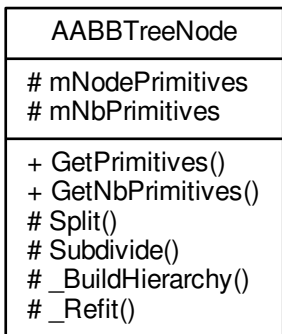 AABBTreeNode
# mNodePrimitives
# mNbPrimitives
+ GetPrimitives()
+ GetNbPrimitives()
# Split()
# Subdivide()
# _BuildHierarchy()
# _Refit()